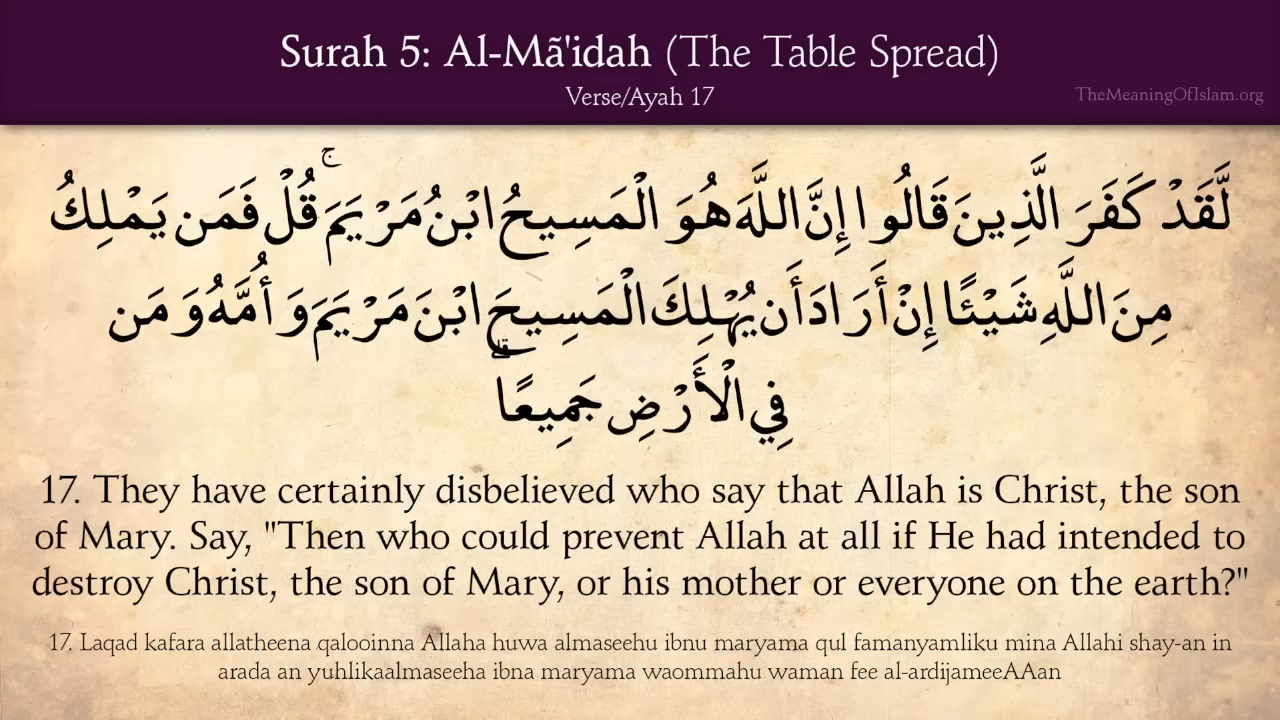 Surah 5: Al-Mã'idah (The Table Spread)
Verse/Ayah 17
TheMeaningOfIslam.org
لَّقَدْ كَفَرَ الَّذِينَ قَالُوا إِنَّ اللَّهَ هُوَ الْمَسِيحُ ابْنُ مَرْيَمَ ۚ قُلْ فَمَن يَمْلِكُ
مِنَ اللَّهِ شَيْئًا إِنْ أَرَادَ أَن يُهْلِكَ الْمَسِيحَ ابْنَ مَرْيَمَ وَأُمَّهُ وَمَن
فِي الْأَرْضِ جَمِيعًا ۗ
17. They have certainly disbelieved who say that Allah is Christ, the son
of Mary. Say, "Then who could prevent Allah at all if He had intended to
destroy Christ, the son of Mary, or his mother or everyone on the earth?"
17. Laqad kafara allatheena qalooinna Allaha huwa almaseehu ibnu maryama qul famanyamliku mina Allahi shay-an in
arada an yuhlikaalmaseeha ibna maryama waommahu waman fee al-ardijameeAAan